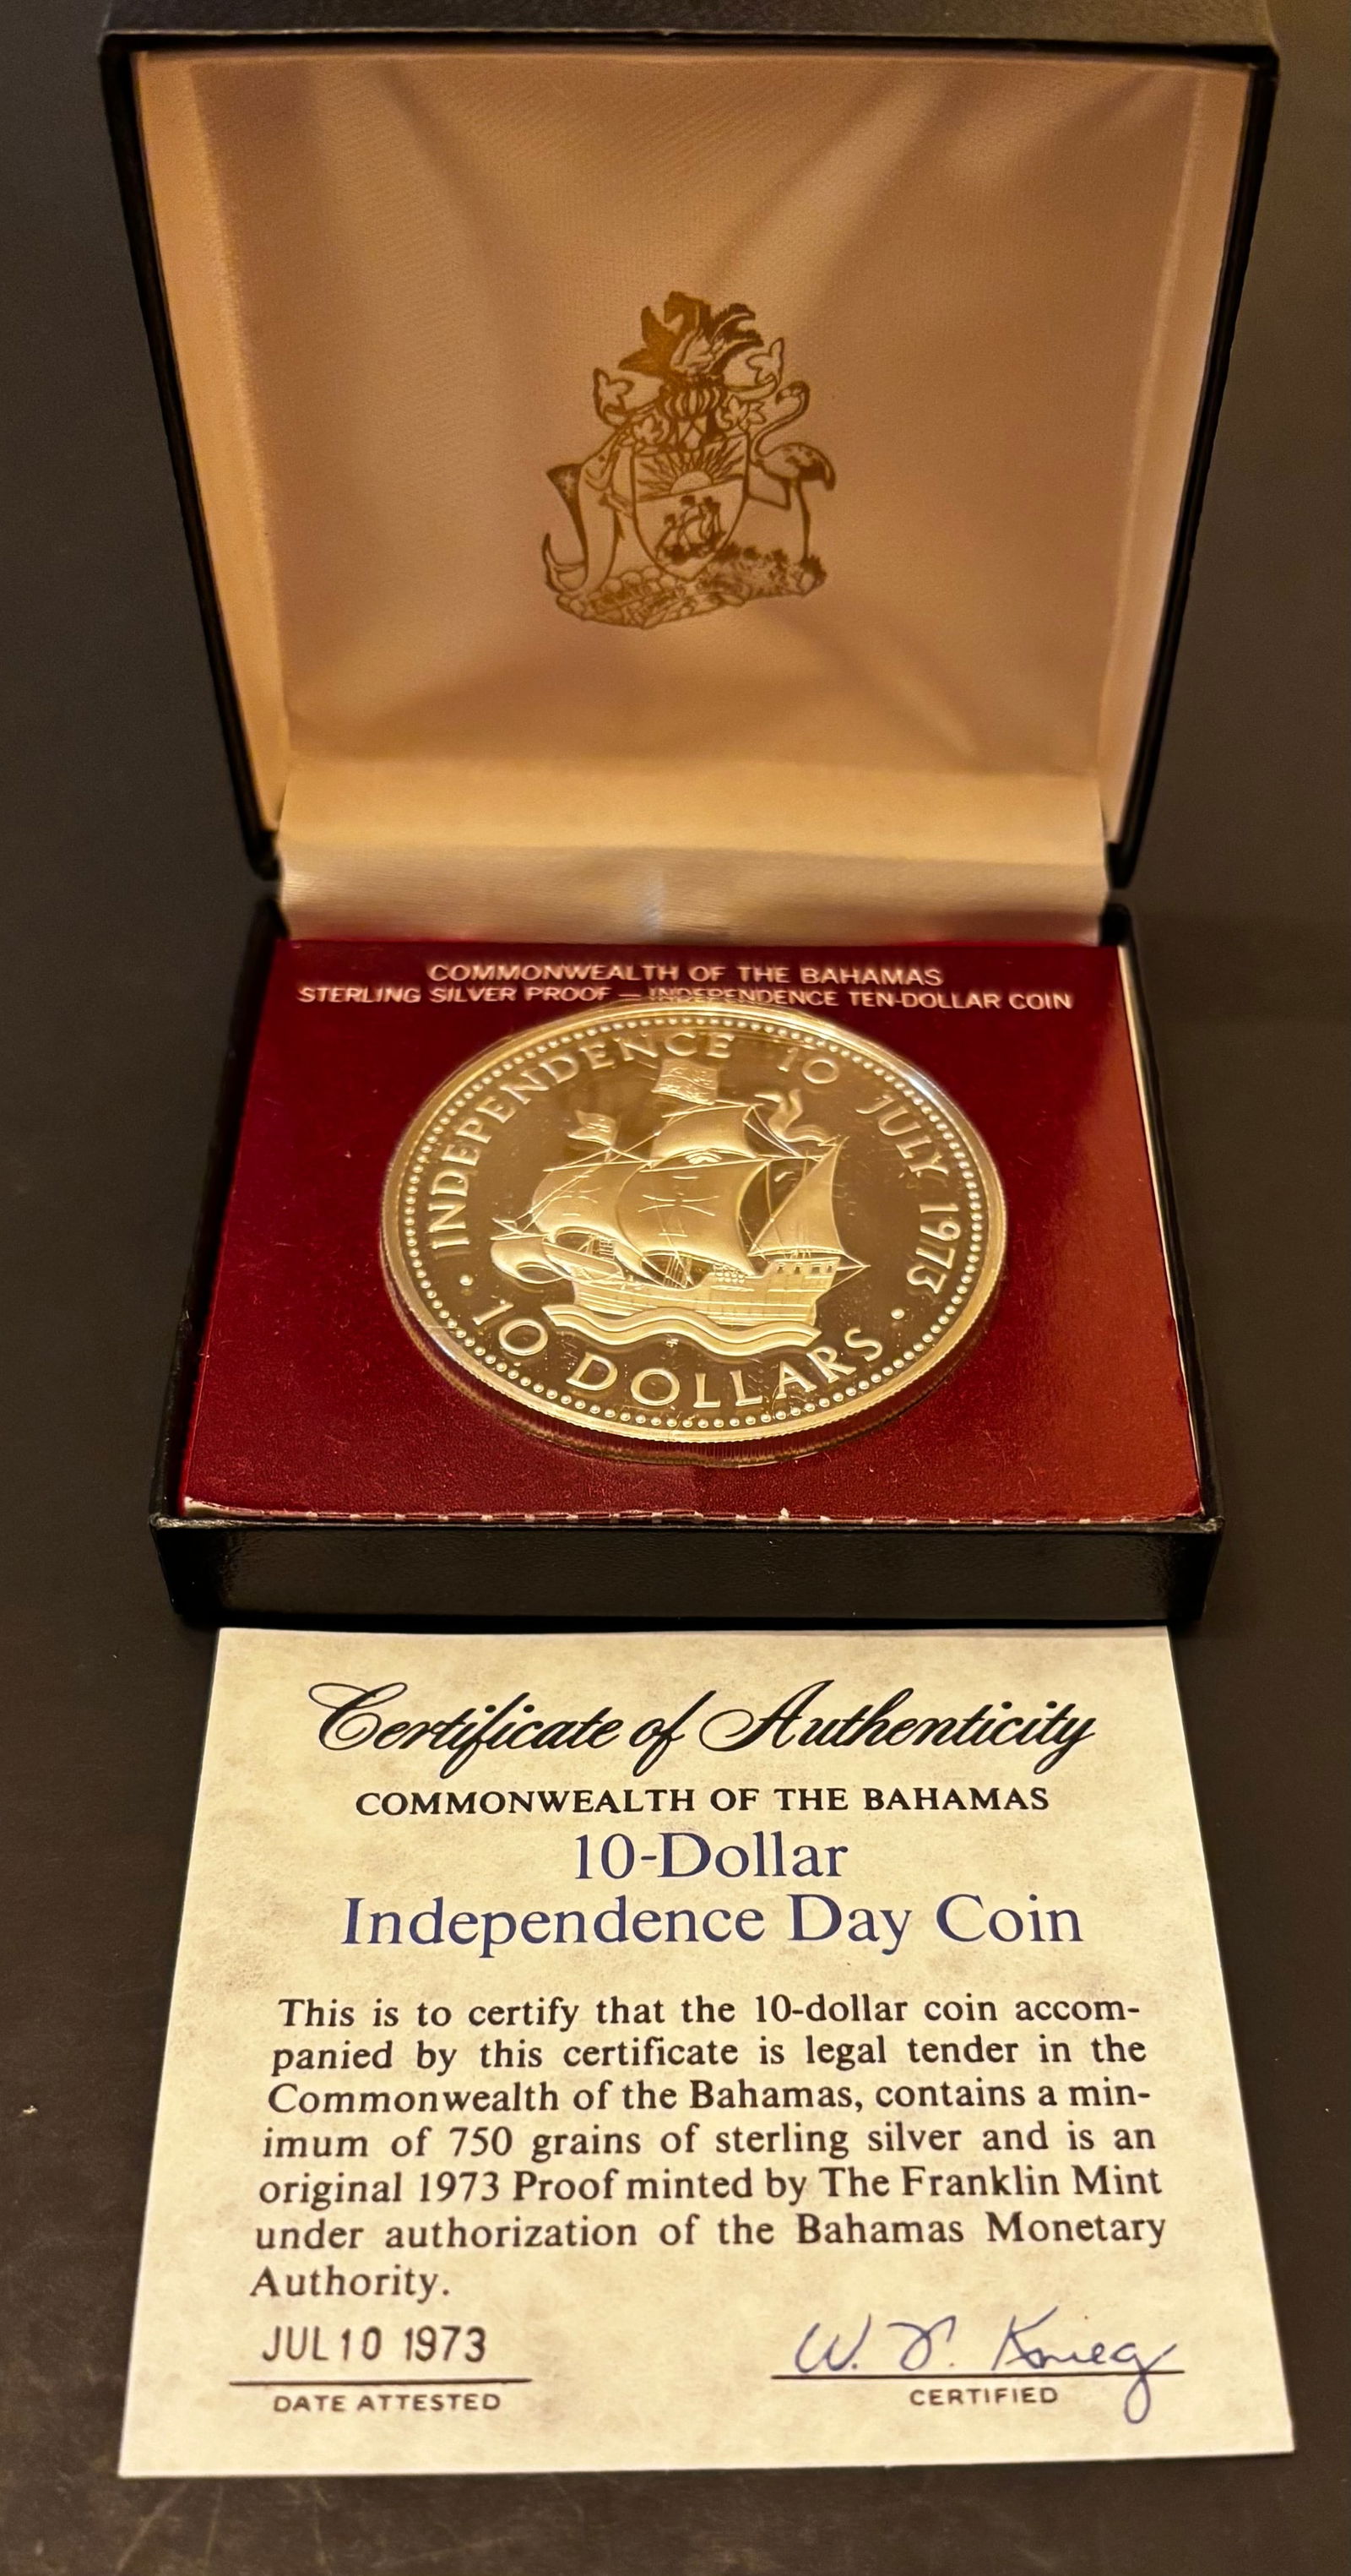 COMMONWEALTH OF THE BAHAMAS
STERLING SILVER PROOF — INDEPENDENCE TEN-DOLLAR COIN
• INDEPENDENCE 10 JULY 1973 •
10 DOLLARS
Certificate of Authenticity
COMMONWEALTH OF THE BAHAMAS
10-Dollar
Independence Day Coin
This is to certify that the 10-dollar coin accom-
panied by this certificate is legal tender in the
Commonwealth of the Bahamas, contains a min-
imum of 750 grains of sterling silver and is an
original 1973 Proof minted by The Franklin Mint
under authorization of the Bahamas Monetary
Authority.
JUL 10 1973
DATE ATTESTED
W. Krieg
CERTIFIED